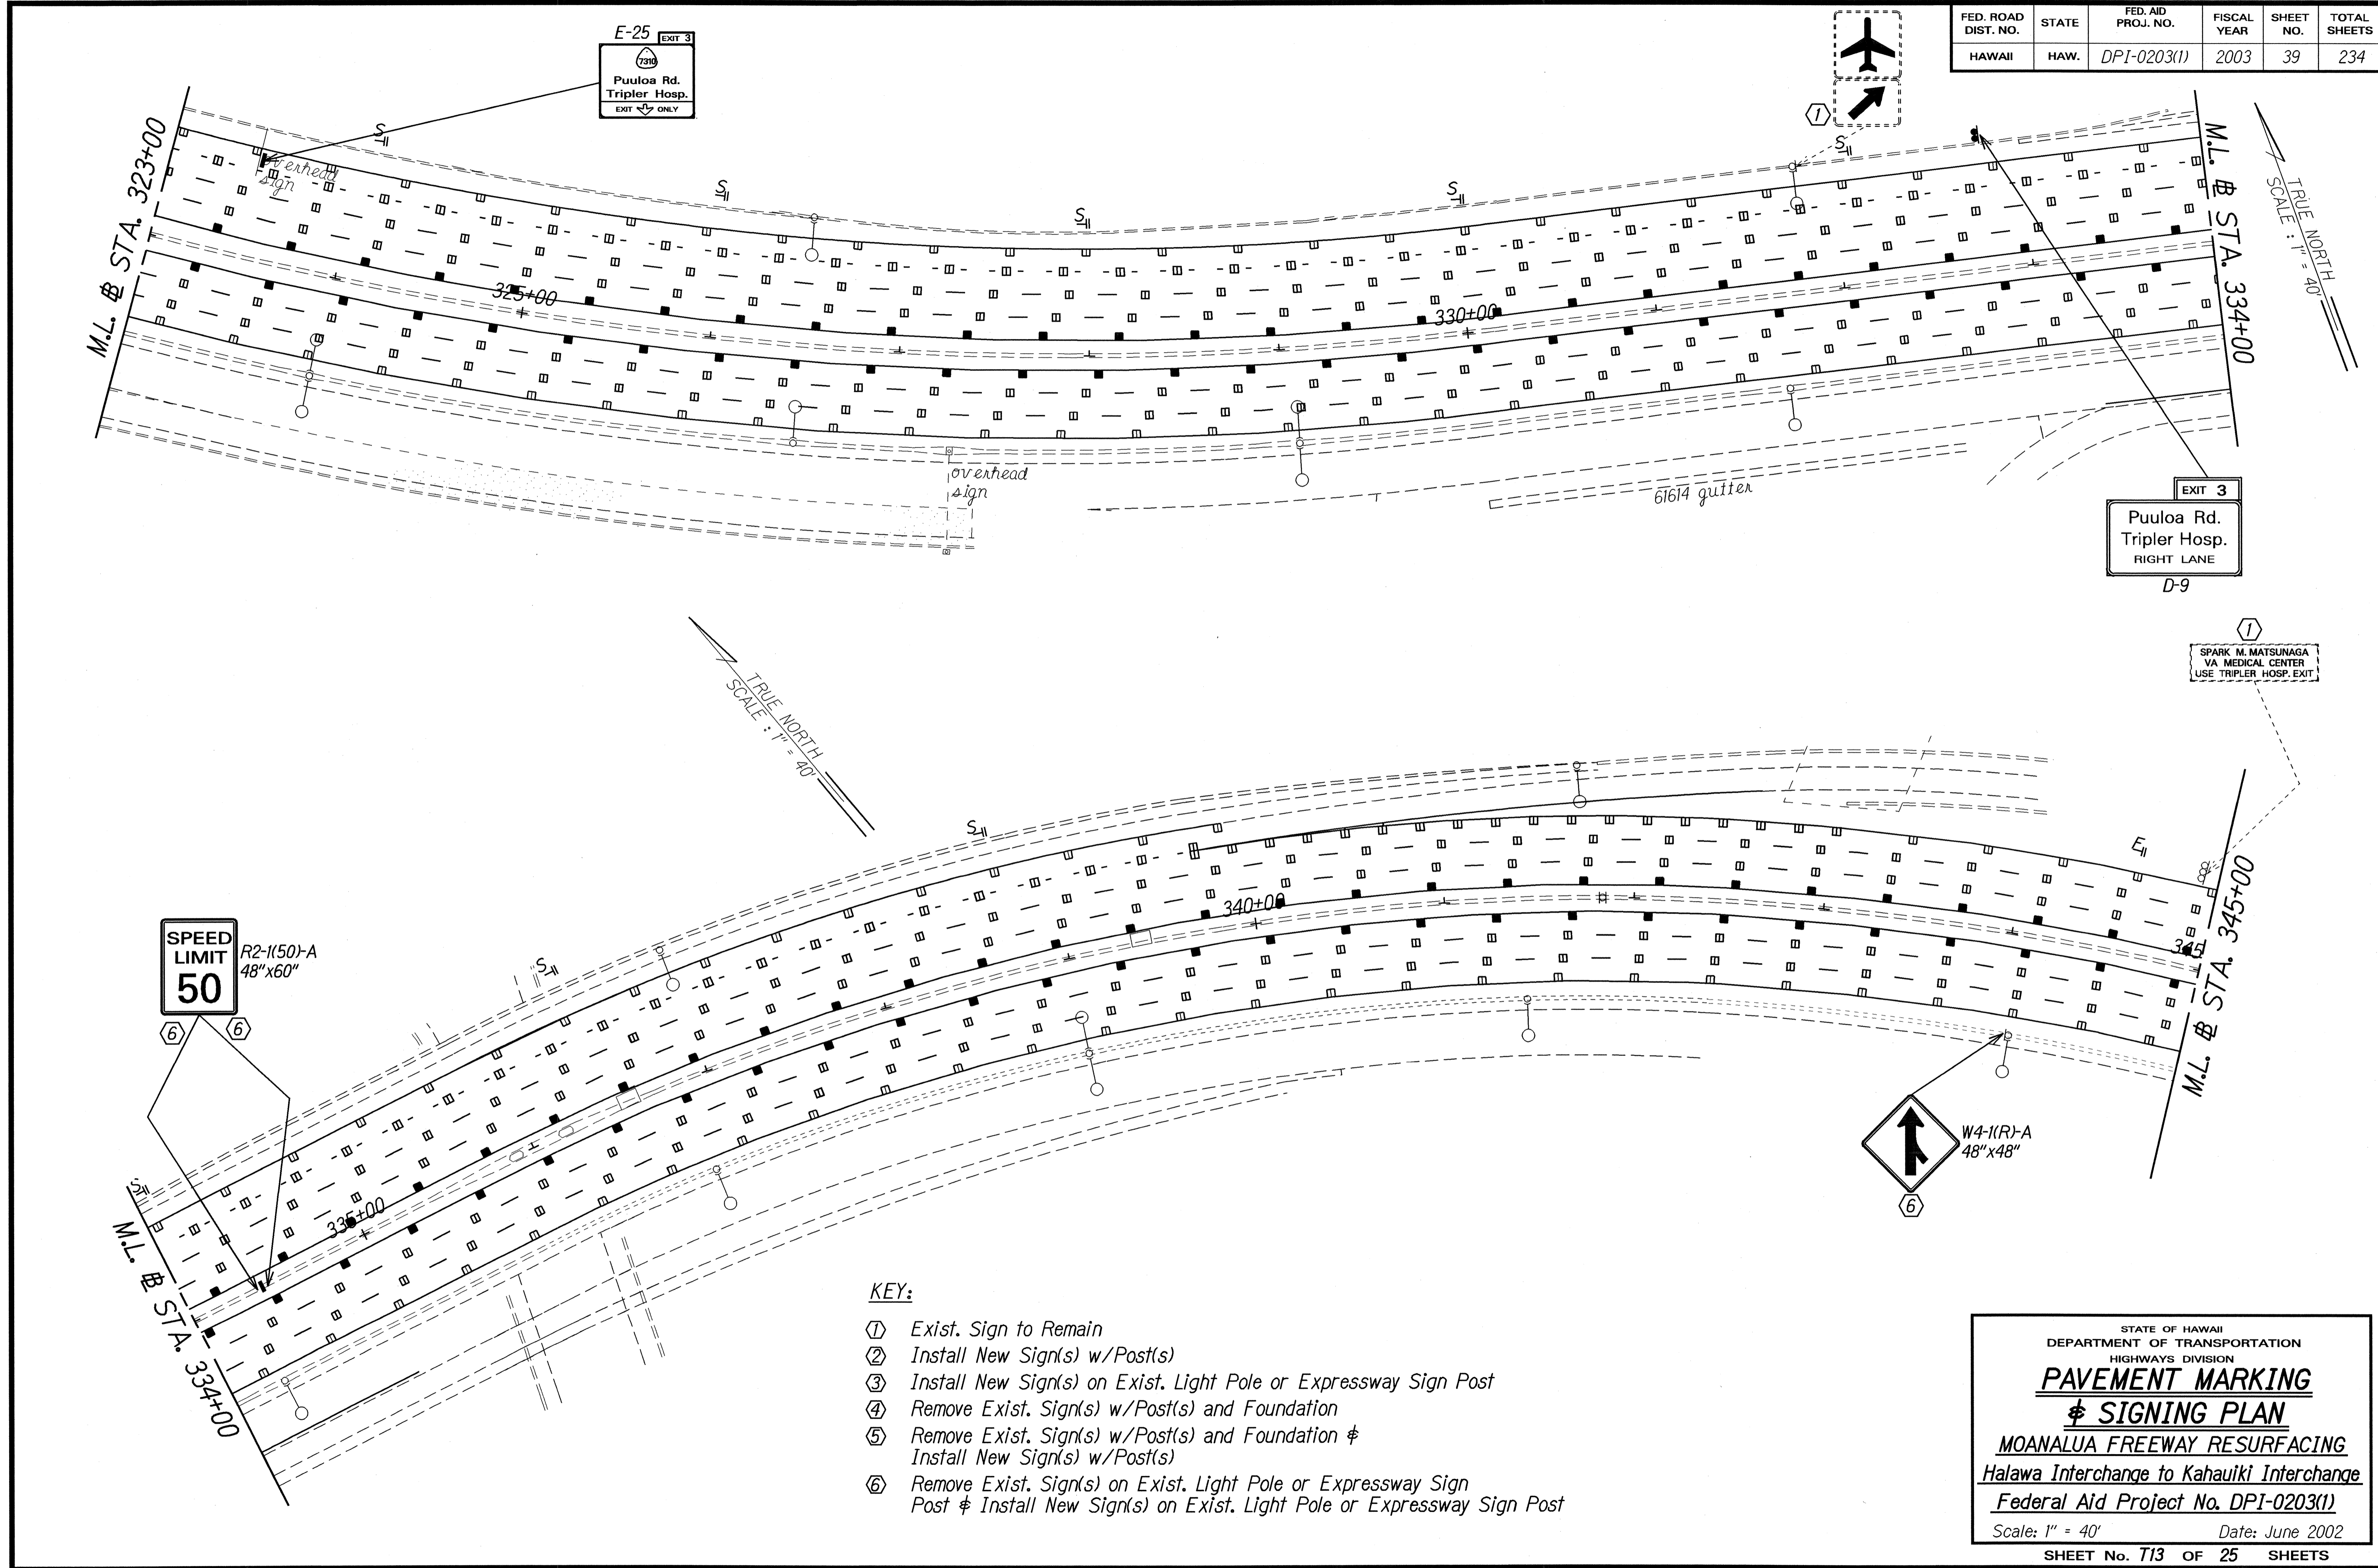 FED. ROAD DIST. NO. STATE FED. AID PROJ. NO. FISCAL YEAR SHEET NO. TOTAL SHEETS
HAWAII HAW. DPI-0203(1) 2003 39 234
E-25 EXIT 3
7310
Puuloa Rd.
Tripler Hosp.
EXIT ONLY
1
S S S S S
overhead
sign
M.L. B STA. 323+00
325+00
330+00
M.L. B STA. 334+00
TRUE NORTH
SCALE : 1" = 40'
overhead
sign
61614 gutter
EXIT 3
Puuloa Rd.
Tripler Hosp.
RIGHT LANE
D-9
1
SPARK M. MATSUNAGA
VA MEDICAL CENTER
USE TRIPLER HOSP. EXIT
TRUE NORTH
SCALE : 1" = 40'
S
S
S
E
SPEED
LIMIT
50
R2-1(50)-A
48"x60"
6 6
335+00
340+00
345
M.L. B STA. 334+00
M.L. B STA. 345+00
W4-1(R)-A
48"x48"
6
KEY:
1 Exist. Sign to Remain
2 Install New Sign(s) w/Post(s)
3 Install New Sign(s) on Exist. Light Pole or Expressway Sign Post
4 Remove Exist. Sign(s) w/Post(s) and Foundation
5 Remove Exist. Sign(s) w/Post(s) and Foundation &
Install New Sign(s) w/Post(s)
6 Remove Exist. Sign(s) on Exist. Light Pole or Expressway Sign
Post & Install New Sign(s) on Exist. Light Pole or Expressway Sign Post
STATE OF HAWAII
DEPARTMENT OF TRANSPORTATION
HIGHWAYS DIVISION
PAVEMENT MARKING
& SIGNING PLAN
MOANALUA FREEWAY RESURFACING
Halawa Interchange to Kahauiki Interchange
Federal Aid Project No. DPI-0203(1)
Scale: 1" = 40' Date: June 2002
SHEET No. T13 OF 25 SHEETS